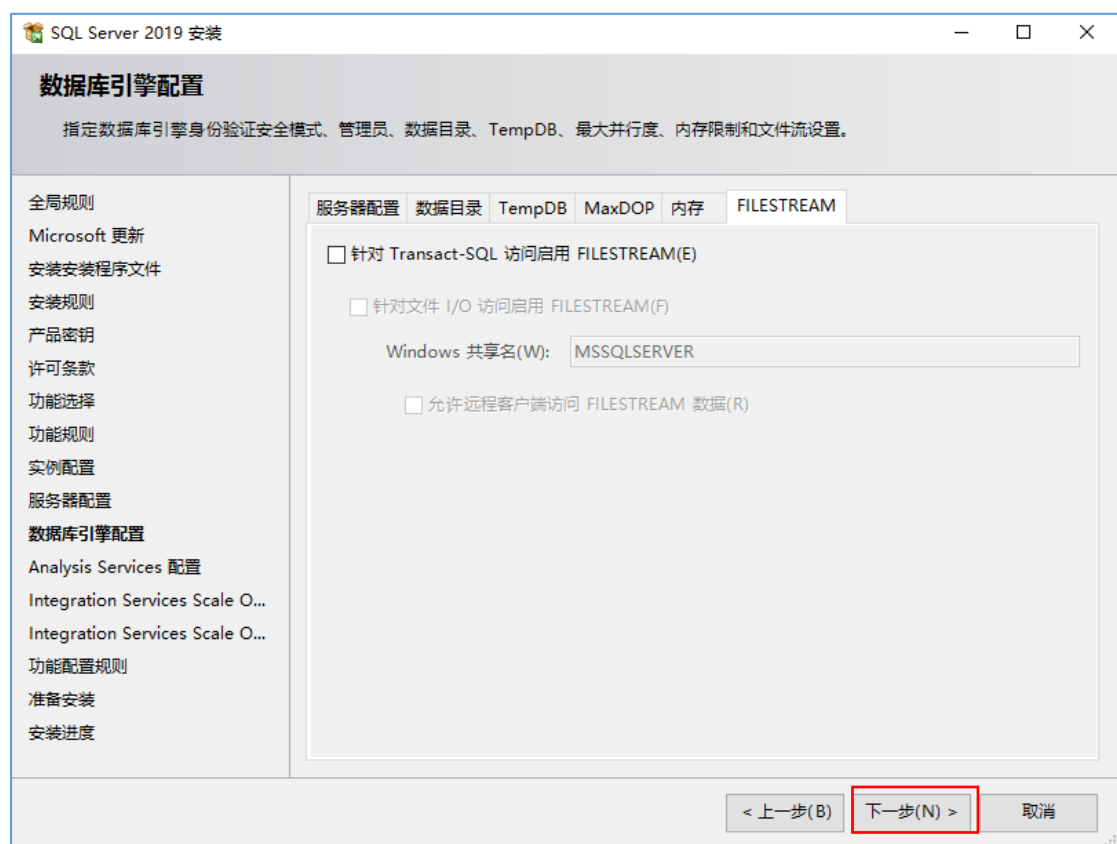 SQL Server 2019 安装
数据库引擎配置
指定数据库引擎身份验证安全模式、管理员、数据目录、TempDB、最大并行度、内存限制和文件流设置。
全局规则
Microsoft 更新
安装安装程序文件
安装规则
产品密钥
许可条款
功能选择
功能规则
实例配置
服务器配置
数据库引擎配置
Analysis Services 配置
Integration Services Scale O...
Integration Services Scale O...
功能配置规则
准备安装
安装进度
服务器配置 数据目录 TempDB MaxDOP 内存 FILESTREAM
针对 Transact-SQL 访问启用 FILESTREAM(E)
针对文件 I/O 访问启用 FILESTREAM(F)
Windows 共享名(W): MSSQLSERVER
允许远程客户端访问 FILESTREAM 数据(R)
< 上一步(B) 下一步(N) > 取消